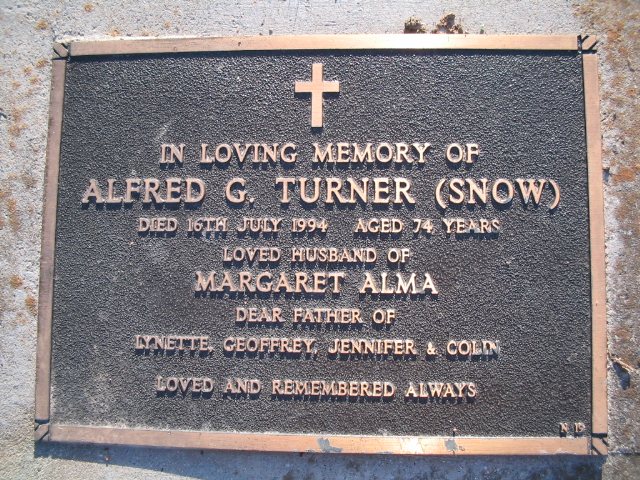 IN LOVING MEMORY OF
ALFRED G. TURNER (SNOW)
DIED 16TH JULY 1994 AGED 74 YEARS
LOVED HUSBAND OF
MARGARET ALMA
DEAR FATHER OF
LYNETTE, GEOFFREY, JENNIFER & COLIN
LOVED AND REMEMBERED ALWAYS
N 19